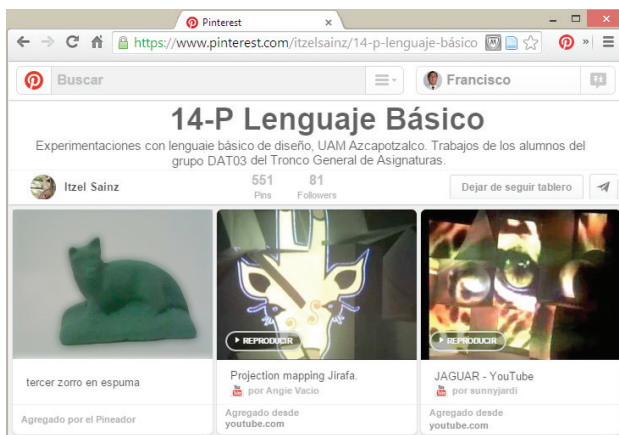 Pinterest
https://www.pinterest.com/itzelsainz/14-p-lenguaje-básico
Buscar
Francisco
14-P Lenguaje Básico
Experimentaciones con lenguaje básico de diseño, UAM Azcapotzalco. Trabajos de los alumnos del
grupo DAT03 del Tronco General de Asignaturas.
Itzel Sainz
551
Pins
81
Followers
Dejar de seguir tablero
REPRODUCIR
REPRODUCIR
tercer zorro en espuma
Agregado por el Pineador
Projection mapping Jirafa.
por Angie Vacio
Agregado desde
youtube.com
JAGUAR - YouTube
por sunnyjardi
Agregado desde
youtube.com